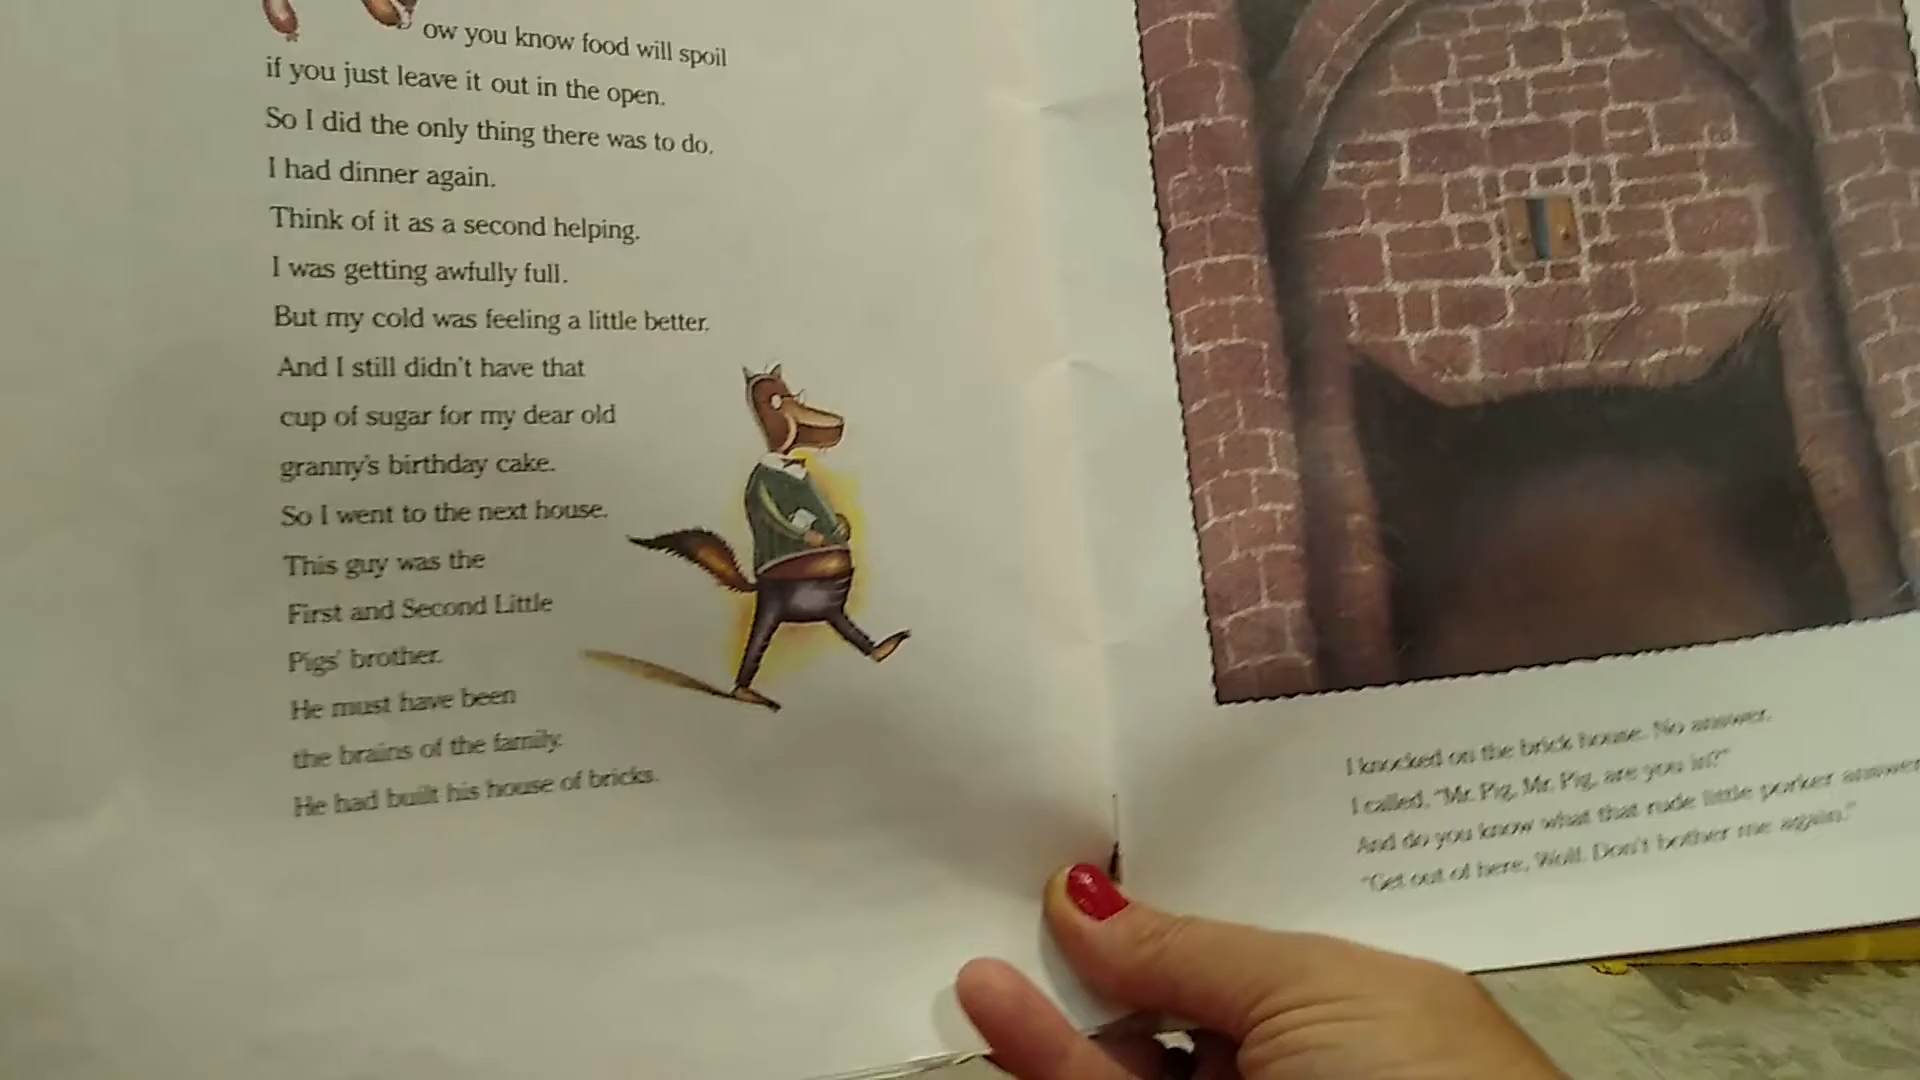 ow you know food will spoil
if you just leave it out in the open.
So I did the only thing there was to do.
I had dinner again.
Think of it as a second helping.
I was getting awfully full.
But my cold was feeling a little better.
And I still didn't have that
cup of sugar for my dear old
granny's birthday cake.
So I went to the next house.
This guy was the
First and Second Little
Pigs' brother.
He must have been
the brains of the family.
He had built his house of bricks.
I knocked on the brick house. No answer.
I called, "Mr. Pig, Mr. Pig, are you in?"
And do you know what that rude little porker answer
"Get out of here, Wolf. Don't bother me again."